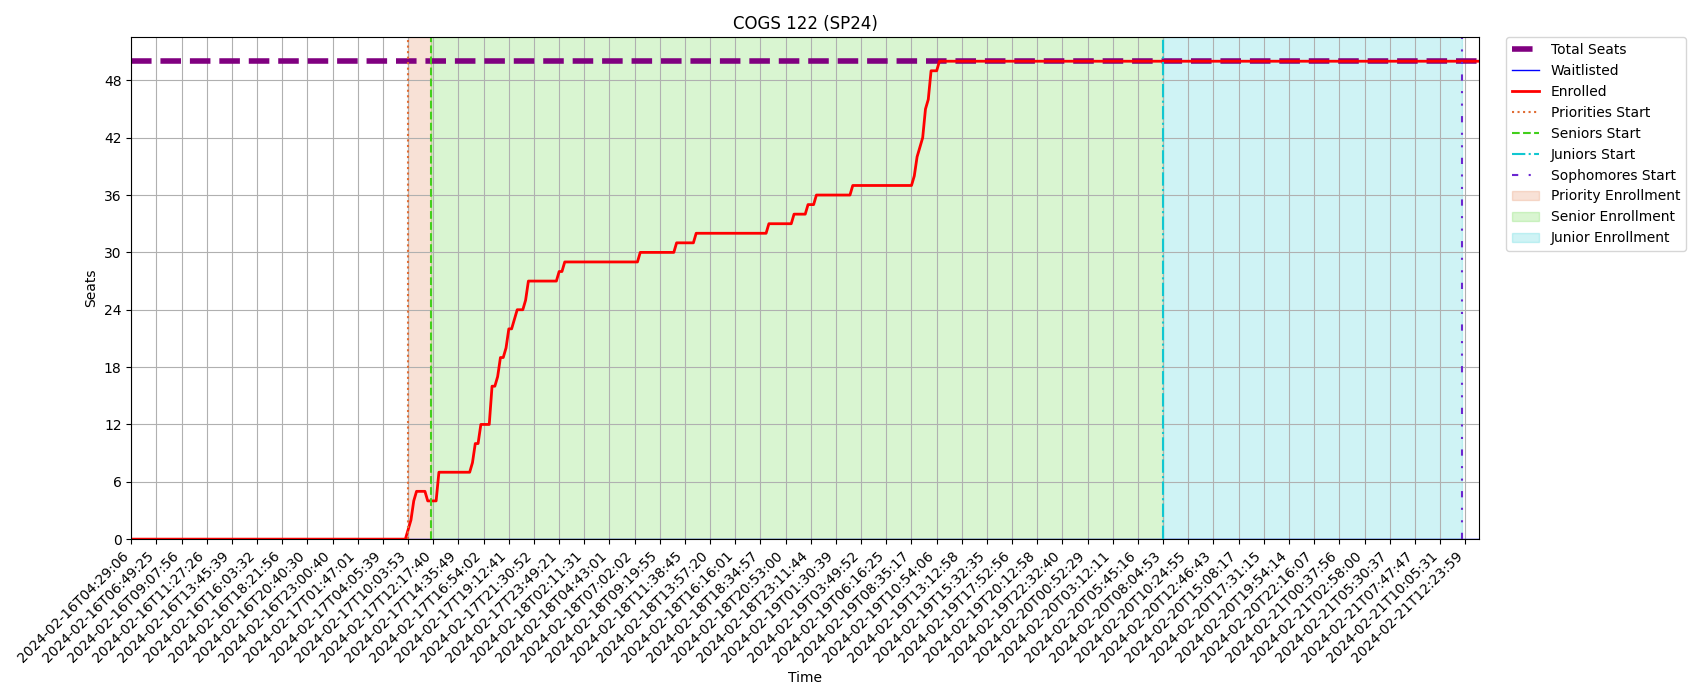 COGS 122 (SP24)
Total Seats
Waitlisted
Enrolled
Priorities Start
Seniors Start
Juniors Start
Sophomores Start
Priority Enrollment
Senior Enrollment
Junior Enrollment
Seats
48
42
36
30
24
18
12
6
0
2024-02-16T04:29:06
2024-02-16T06:49:25
2024-02-16T09:07:56
2024-02-16T11:27:26
2024-02-16T13:45:39
2024-02-16T16:03:32
2024-02-16T18:21:56
2024-02-16T20:40:30
2024-02-16T23:00:40
2024-02-17T01:47:01
2024-02-17T04:05:39
2024-02-17T10:03:53
2024-02-17T12:17:40
2024-02-17T14:35:49
2024-02-17T16:54:02
2024-02-17T19:12:41
2024-02-17T21:30:52
2024-02-17T23:49:21
2024-02-18T02:11:31
2024-02-18T04:43:01
2024-02-18T07:02:02
2024-02-18T09:19:55
2024-02-18T11:38:45
2024-02-18T13:57:20
2024-02-18T16:16:01
2024-02-18T18:34:57
2024-02-18T20:53:00
2024-02-18T23:11:44
2024-02-19T01:30:39
2024-02-19T03:49:52
2024-02-19T06:16:25
2024-02-19T08:35:17
2024-02-19T10:54:06
2024-02-19T13:12:58
2024-02-19T15:32:35
2024-02-19T17:52:56
2024-02-19T20:12:58
2024-02-19T22:32:40
2024-02-20T00:52:29
2024-02-20T03:12:11
2024-02-20T05:45:16
2024-02-20T08:04:53
2024-02-20T10:24:55
2024-02-20T12:46:43
2024-02-20T15:08:17
2024-02-20T17:31:15
2024-02-20T19:54:14
2024-02-20T22:16:07
2024-02-21T00:37:56
2024-02-21T02:58:00
2024-02-21T05:30:37
2024-02-21T07:47:47
2024-02-21T10:05:31
2024-02-21T12:23:59
Time